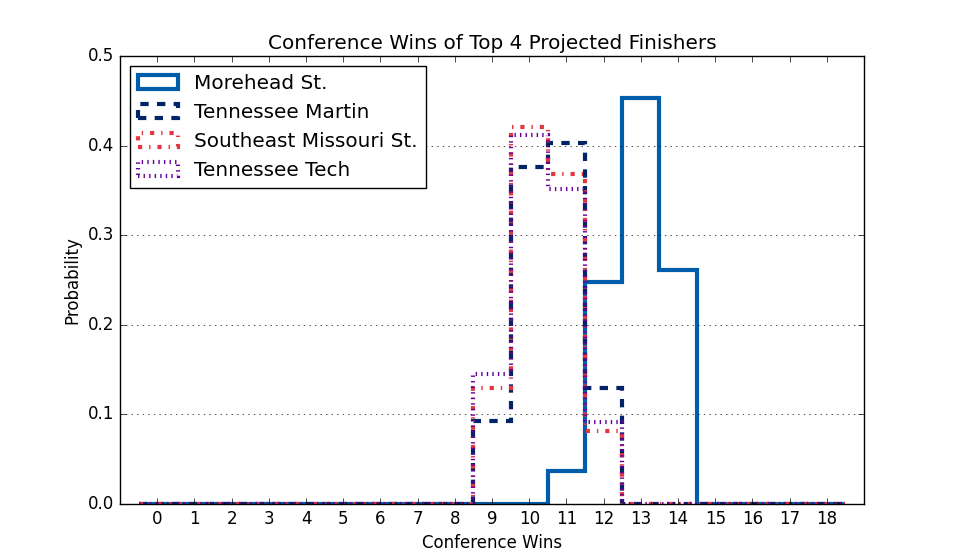 Conference Wins of Top 4 Projected Finishers
0.5
Morehead St.
Tennessee Martin
Southeast Missouri St.
Tennessee Tech
0.4
0.3
0.2
0.1
0.0
Probability
0 1 2 3 4 5 6 7 8 9 10 11 12 13 14 15 16 17 18
Conference Wins